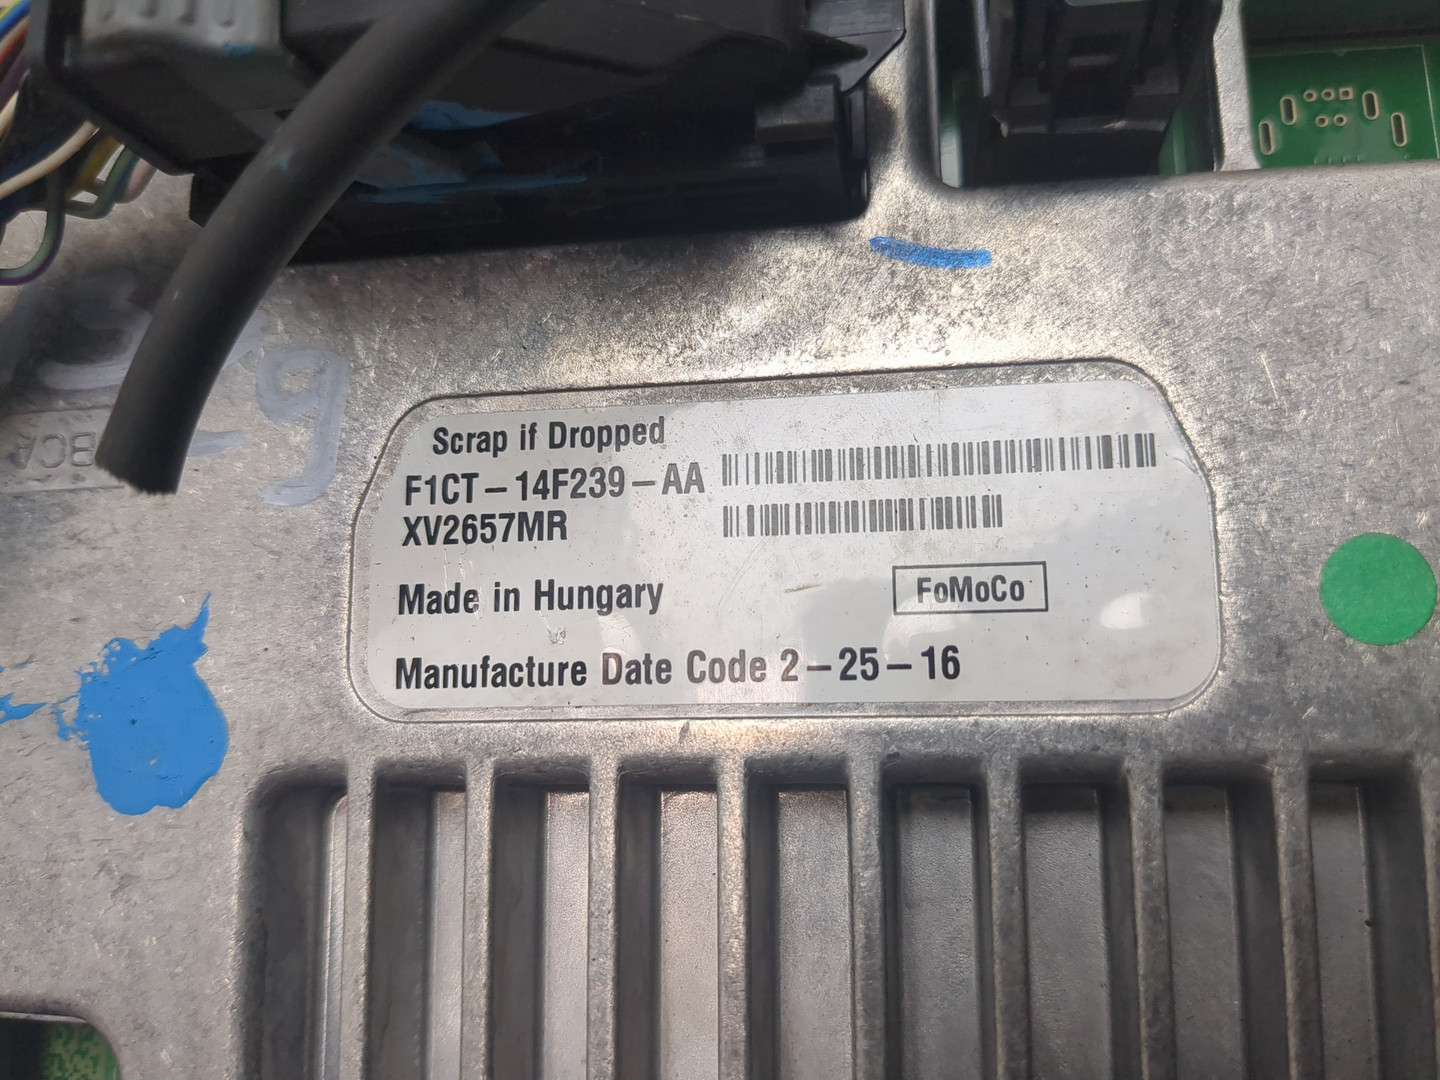 Scrap if Dropped
F1CT-14F239-AA
XV2657MR
Made in Hungary
FoMoCo
Manufacture Date Code 2-25-16